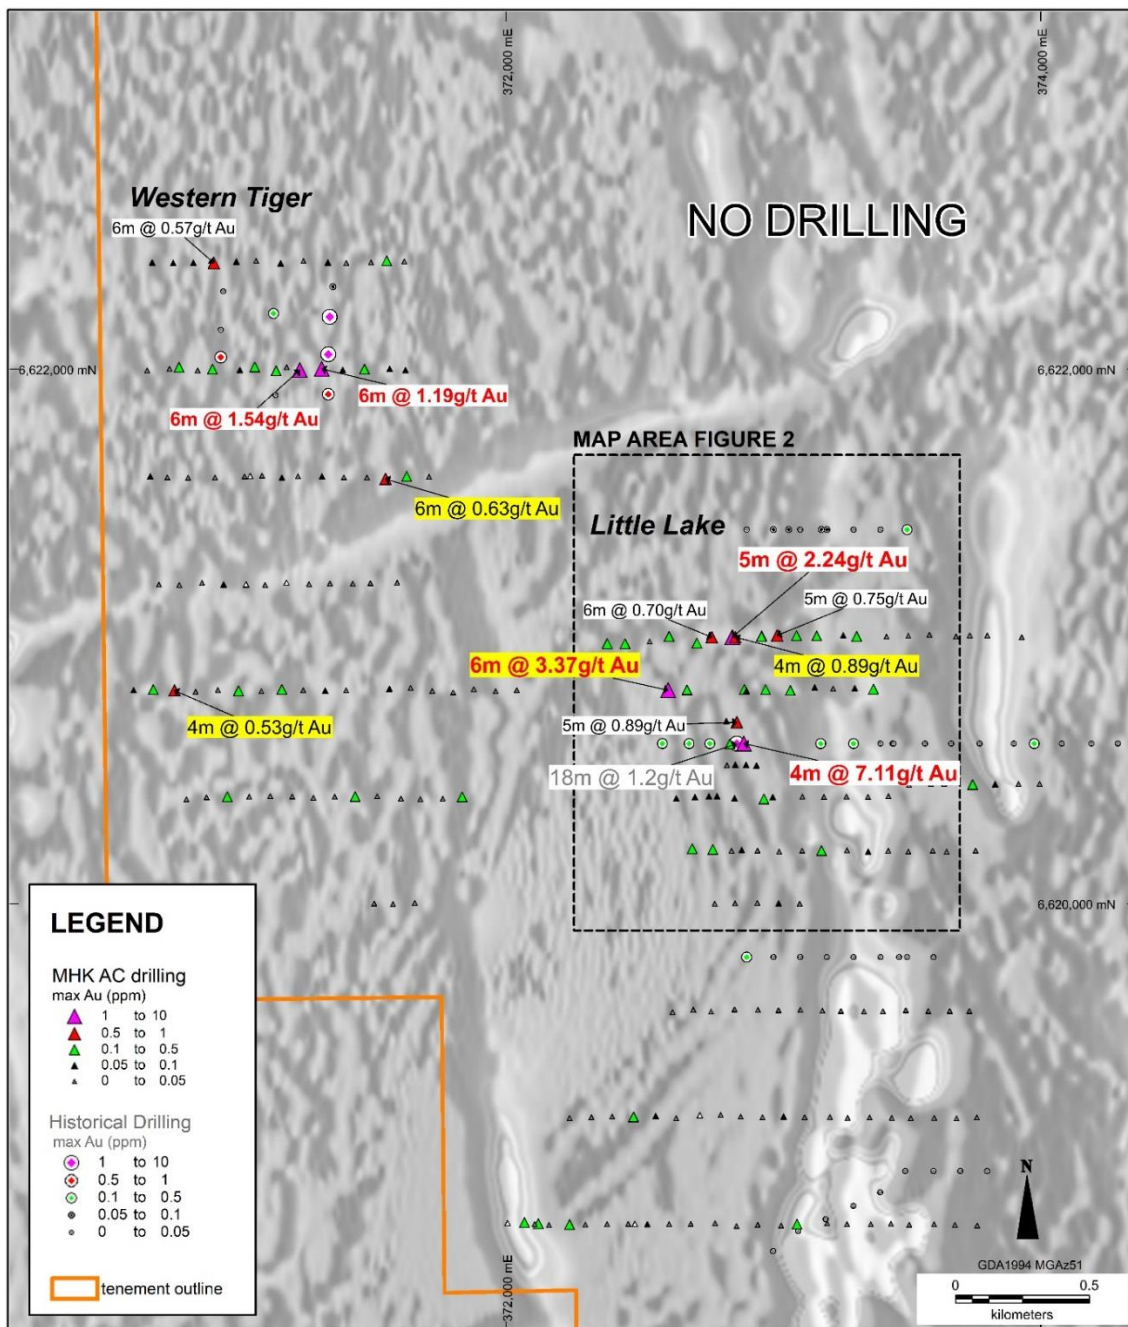 372,000 mE
374,000 mE
Western Tiger
6m @ 0.57g/t Au
NO DRILLING
6,622,000 mN
6,622,000 mN
6m @ 1.19g/t Au
6m @ 1.54g/t Au
MAP AREA FIGURE 2
6m @ 0.63g/t Au
Little Lake
5m @ 2.24g/t Au
6m @ 0.70g/t Au
5m @ 0.75g/t Au
6m @ 3.37g/t Au
4m @ 0.89g/t Au
4m @ 0.53g/t Au
5m @ 0.89g/t Au
18m @ 1.2g/t Au
4m @ 7.11g/t Au
6,620,000 mN
LEGEND
MHK AC drilling
max Au (ppm)
1 to 10
0.5 to 1
0.1 to 0.5
0.05 to 0.1
0 to 0.05
Historical Drilling
max Au (ppm)
1 to 10
0.5 to 1
0.1 to 0.5
0.05 to 0.1
0 to 0.05
tenement outline
372,000 mE
N
GDA1994 MGAz51
0 0.5
kilometers